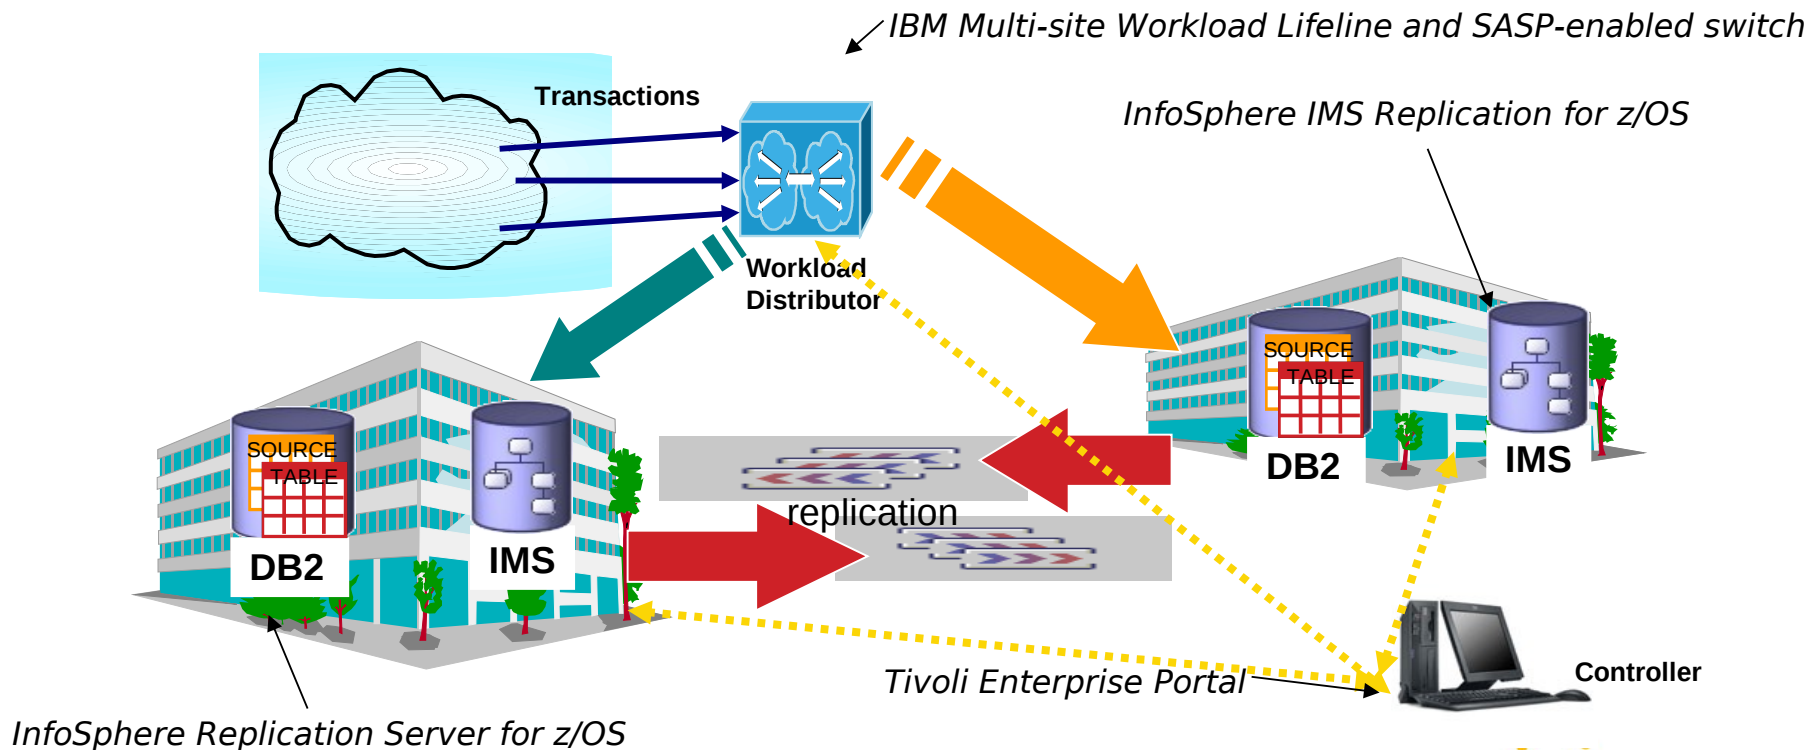 IBM Multi-site Workload Lifeline and SASP-enabled switch
Transactions
InfoSphere IMS Replication for z/OS
Workload
Distributor
SOURCE
TABLE
DB2
IMS
SOURCE
TABLE
DB2
IMS
replication
Tivoli Enterprise Portal
Controller
InfoSphere Replication Server for z/OS